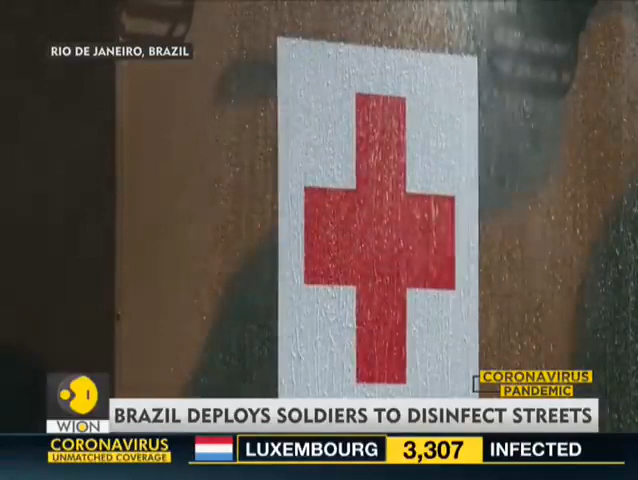 RIO DE JANEIRO, BRAZIL
CORONAVIRUS
PANDEMIC
BRAZIL DEPLOYS SOLDIERS TO DISINFECT STREETS
WION
CORONAVIRUS
UNMATCHED COVERAGE
LUXEMBOURG 3,307 INFECTED